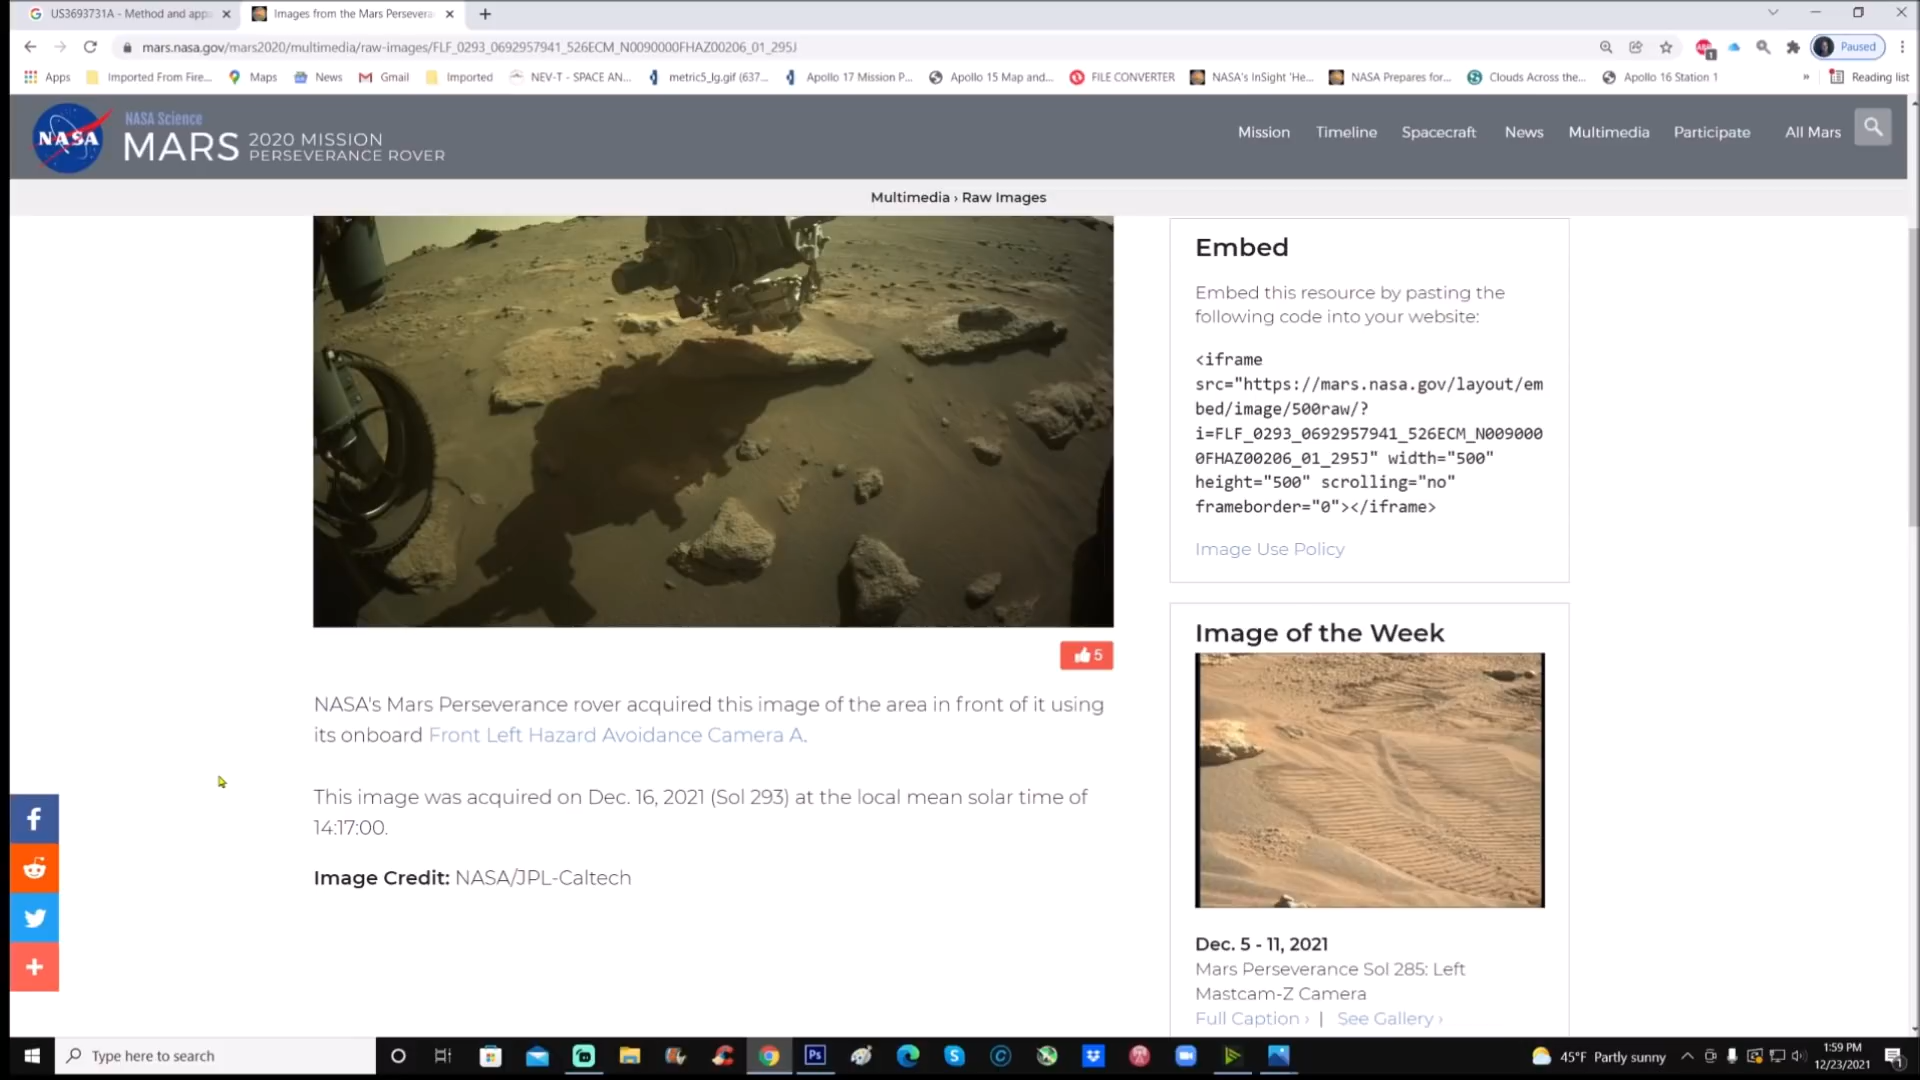 US3693731A - Method and appa
Images from the Mars Persevera
mars.nasa.gov/mars2020/multimedia/raw-images/FLF_0293_0692957941_526ECM_N0090000FHAZ00206_01_295J
Paused
Apps
Imported From Fire...
Maps
News
Gmail
Imported
NEV-T - SPACE AN...
metric5_lg.gif (637...
Apollo 17 Mission P...
Apollo 15 Map and...
FILE CONVERTER
NASA's InSight 'He...
NASA Prepares for...
Clouds Across the...
Apollo 16 Station 1
»
Reading list
NASA
NASA Science
MARS
2020 MISSION
PERSEVERANCE ROVER
Mission
Timeline
Spacecraft
News
Multimedia
Participate
All Mars
Multimedia › Raw Images
Embed
Embed this resource by pasting the
following code into your website:
<iframe
src="https://mars.nasa.gov/layout/em
bed/image/500raw/?
i=FLF_0293_0692957941_526ECM_N009000
0FHAZ00206_01_295J" width="500"
height="500" scrolling="no"
frameborder="0"></iframe>
Image Use Policy
5
NASA's Mars Perseverance rover acquired this image of the area in front of it using
its onboard Front Left Hazard Avoidance Camera A.
This image was acquired on Dec. 16, 2021 (Sol 293) at the local mean solar time of
14:17:00.
Image Credit: NASA/JPL-Caltech
Image of the Week
Dec. 5 - 11, 2021
Mars Perseverance Sol 285: Left
Mastcam-Z Camera
Full Caption › | See Gallery ›
Type here to search
Ps
45°F Partly sunny
1:59 PM
12/23/2021